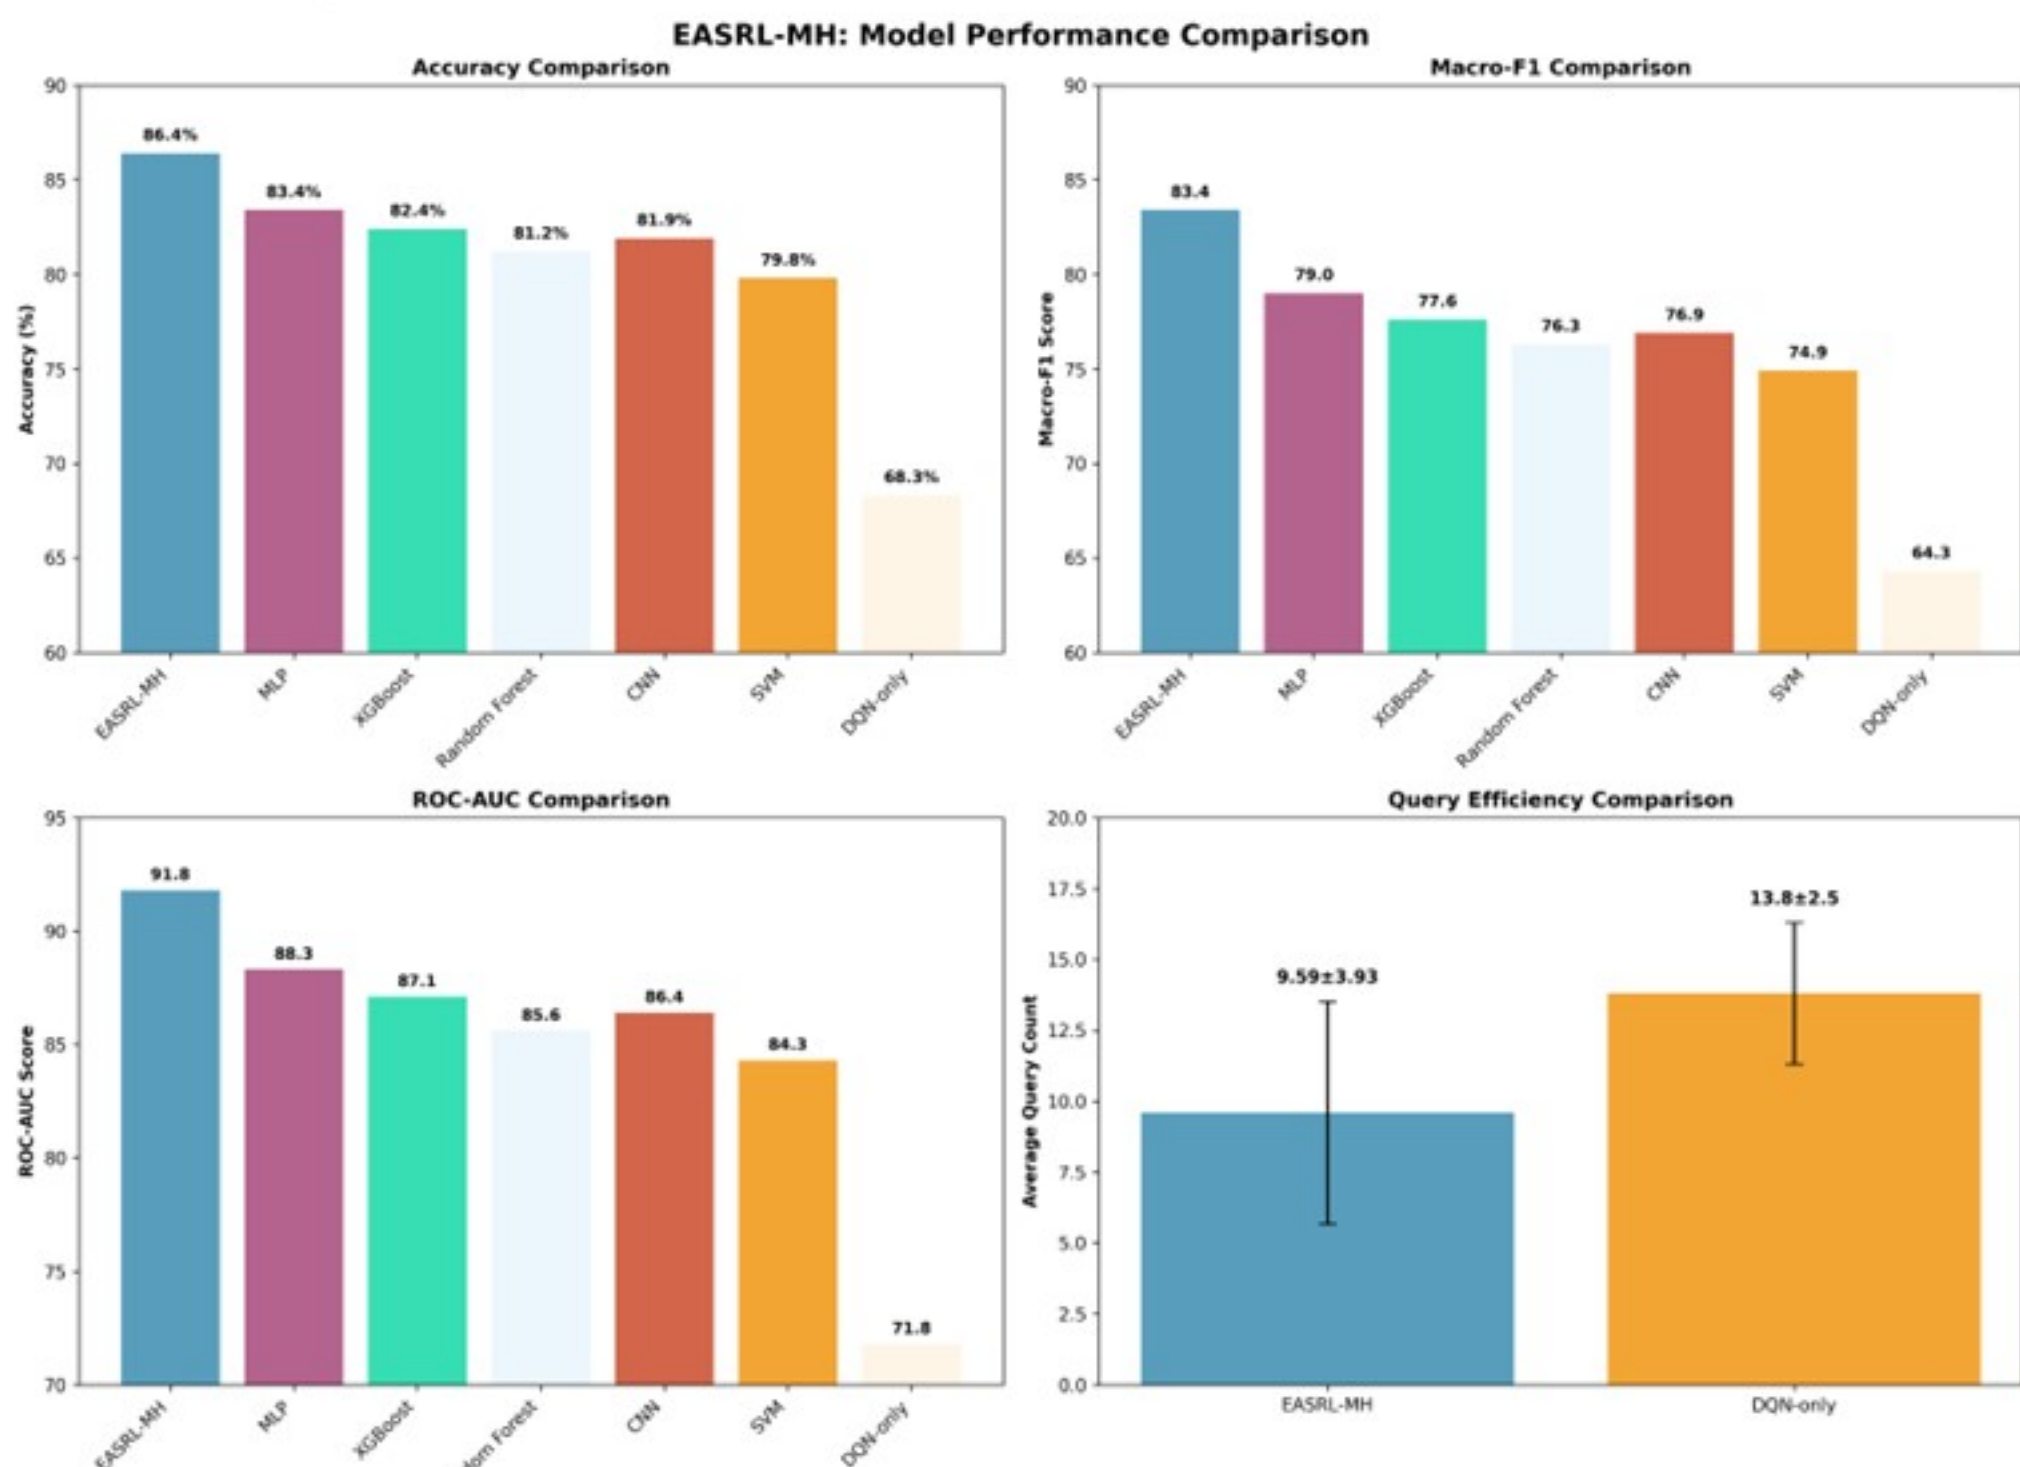 EASRL-MH: Model Performance Comparison
Accuracy Comparison
Accuracy (%)
90
85
80
75
70
65
60
86.4%
83.4%
82.4%
81.2%
81.9%
79.8%
68.3%
EASRL-MH
MLP
XGBoost
Random Forest
CNN
SVM
DQN-only
Macro-F1 Comparison
Macro-F1 Score
90
85
80
75
70
65
60
83.4
79.0
77.6
76.3
76.9
74.9
64.3
EASRL-MH
MLP
XGBoost
Random Forest
CNN
SVM
DQN-only
ROC-AUC Comparison
ROC-AUC Score
95
90
85
80
75
70
91.8
88.3
87.1
85.6
86.4
84.3
71.8
EASRL-MH
MLP
XGBoost
dom Forest
CNN
SVM
DQN-only
Query Efficiency Comparison
Average Query Count
20.0
17.5
15.0
12.5
10.0
7.5
5.0
2.5
0.0
9.59±3.93
13.8±2.5
EASRL-MH
DQN-only